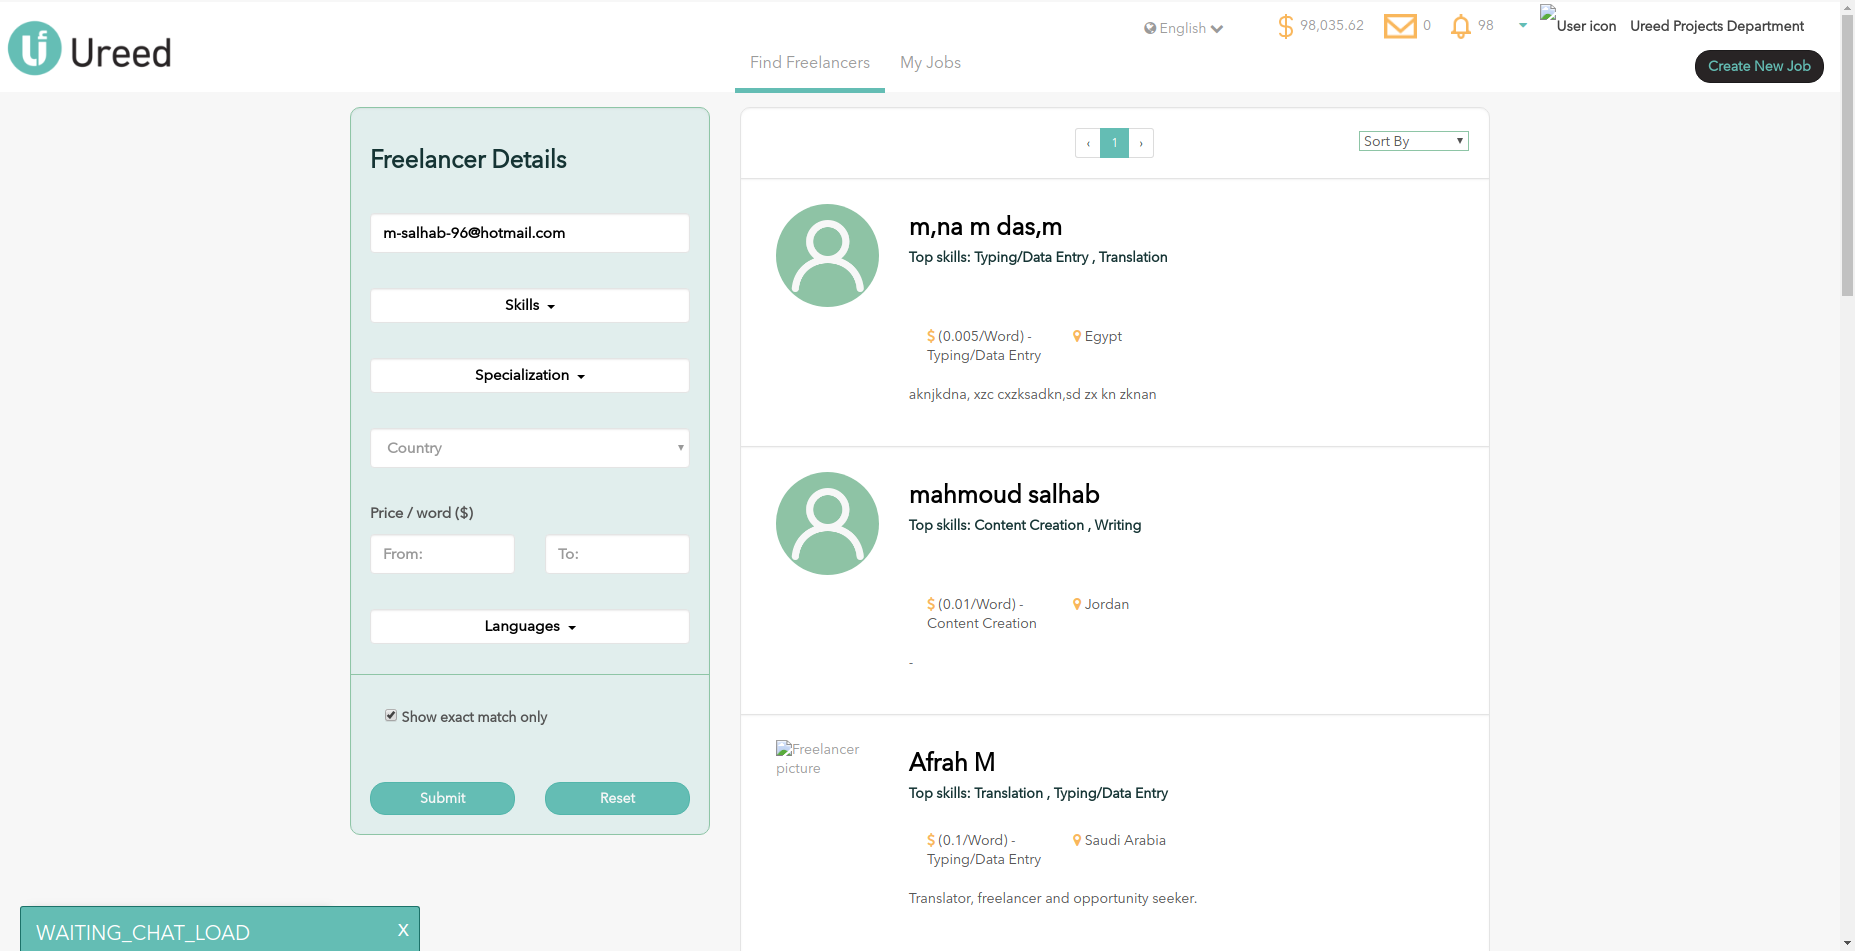 Ureed
English
98,035.62
0
98
User icon
Ureed Projects Department
Find Freelancers
My Jobs
Create New Job
Freelancer Details
m-salhab-96@hotmail.com
Skills
Specialization
Country
Price / word ($)
From:
To:
Languages
Show exact match only
Submit
Reset
‹ 1 ›
Sort By
m,na m das,m
Top skills: Typing/Data Entry , Translation
$ (0.005/Word) -
Typing/Data Entry
Egypt
aknjkdna, xzc cxzksadkn,sd zx kn zknan
mahmoud salhab
Top skills: Content Creation , Writing
$ (0.01/Word) -
Content Creation
Jordan
-
Freelancer
picture
Afrah M
Top skills: Translation , Typing/Data Entry
$ (0.1/Word) -
Typing/Data Entry
Saudi Arabia
Translator, freelancer and opportunity seeker.
WAITING_CHAT_LOAD
X